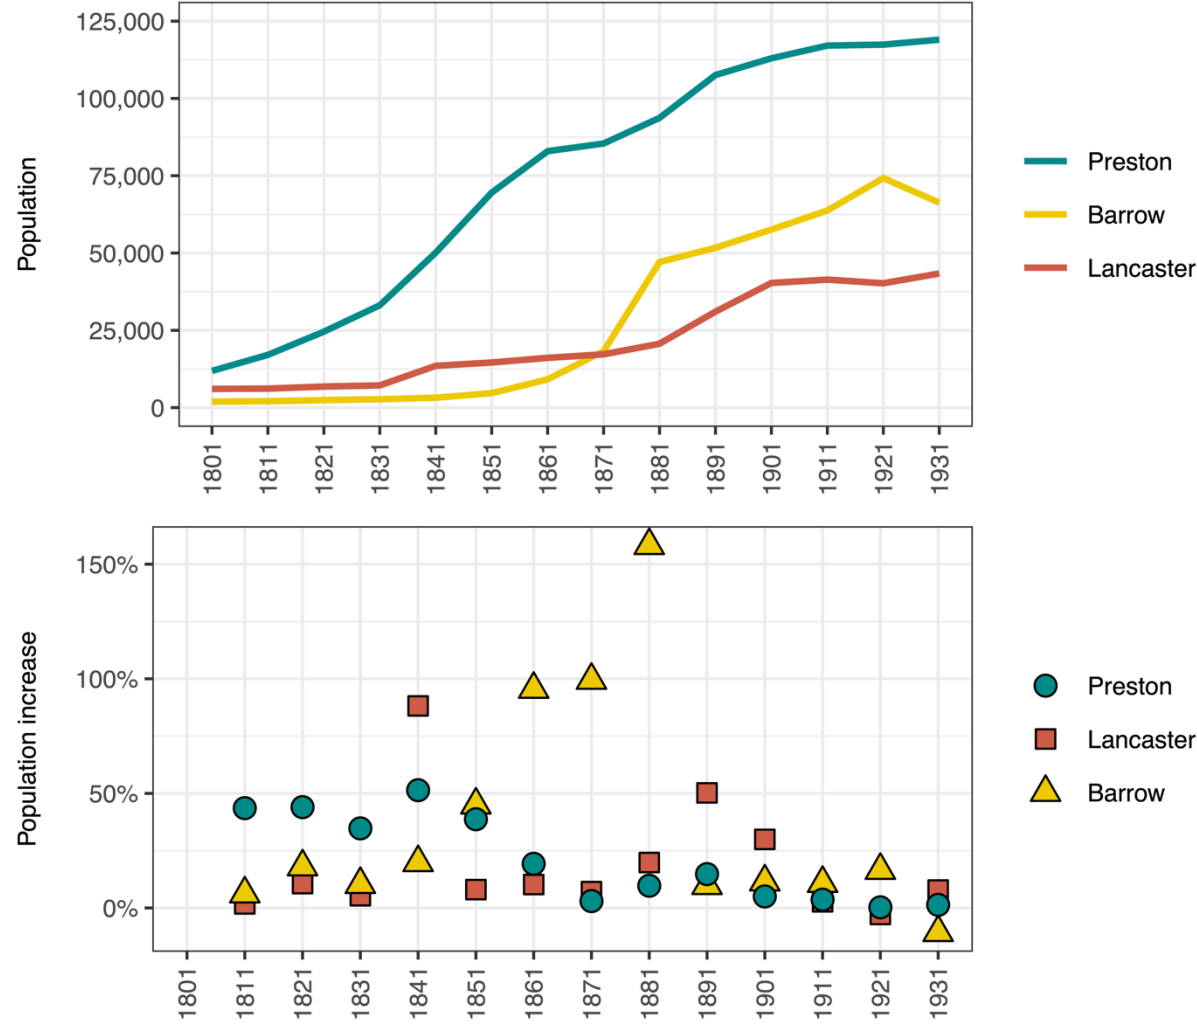 125,000
100,000
75,000
50,000
25,000
0
Population
1801 1811 1821 1831 1841 1851 1861 1871 1881 1891 1901 1911 1921 1931
Preston
Barrow
Lancaster
150%
100%
50%
0%
Population increase
1801 1811 1821 1831 1841 1851 1861 1871 1881 1891 1901 1911 1921 1931
Preston
Lancaster
Barrow